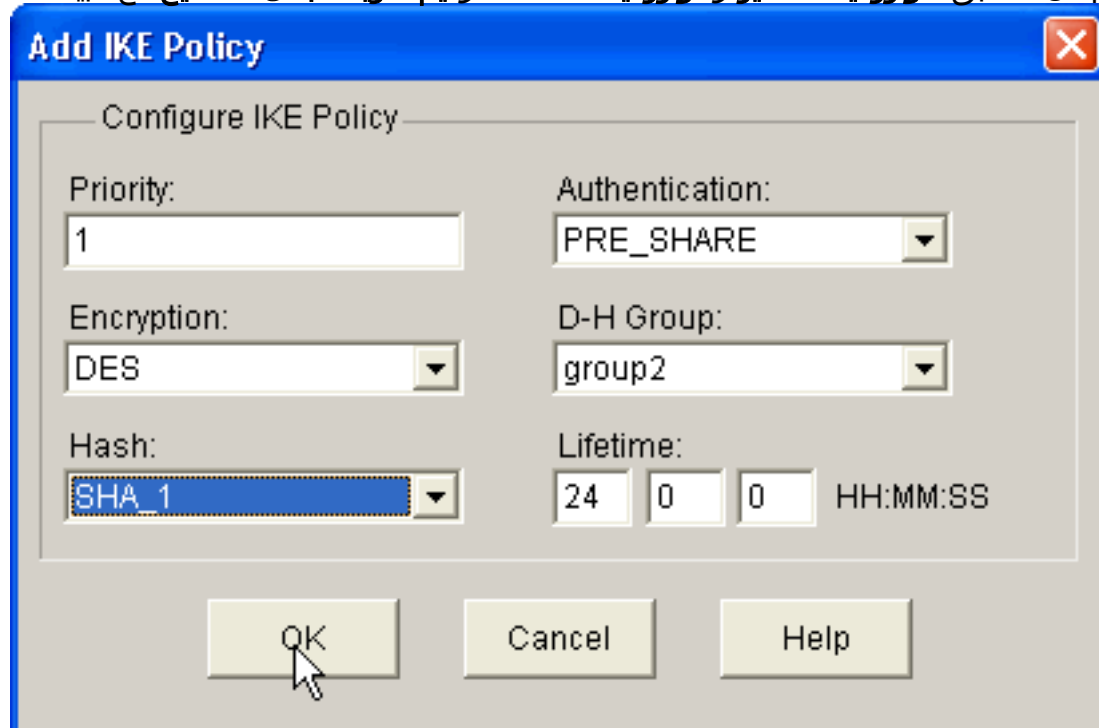 Add IKE Policy
Configure IKE Policy
Priority:
Authentication:
1
PRE_SHARE
Encryption:
D-H Group:
DES
group2
Hash:
Lifetime:
SHA_1
24 0 0 HH:MM:SS
OK Cancel Help